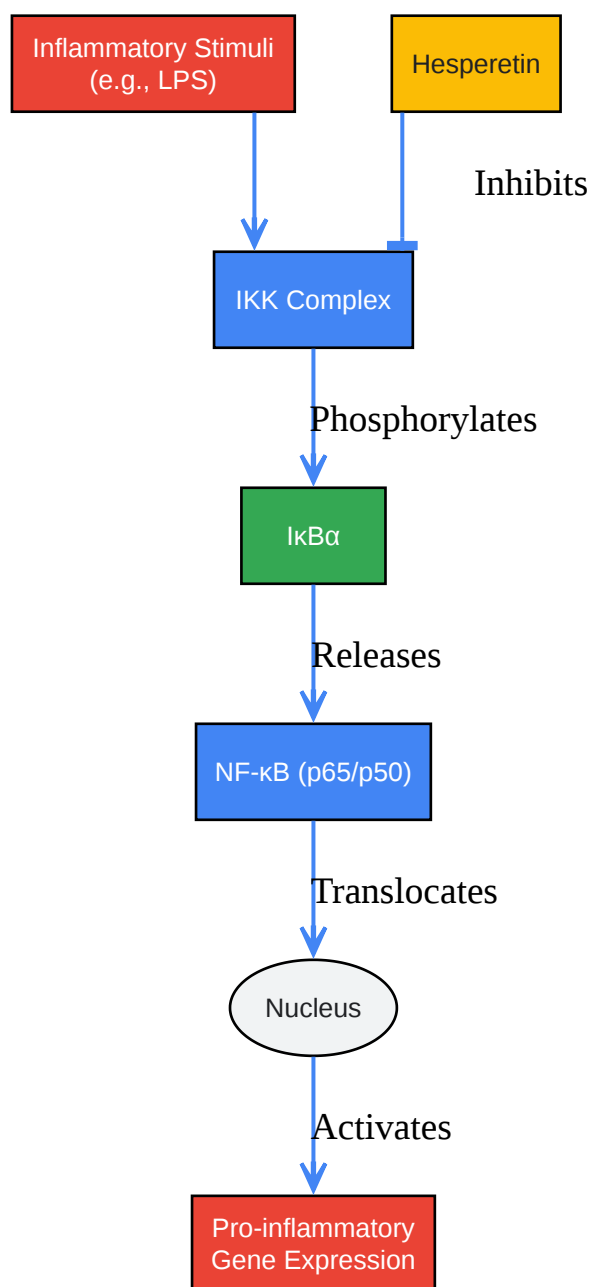 Inflammatory Stimuli
(e.g., LPS)
Hesperetin
Inhibits
IKK Complex
Phosphorylates
IκBα
Releases
NF-κB (p65/p50)
Translocates
Nucleus
Activates
Pro-inflammatory
Gene Expression